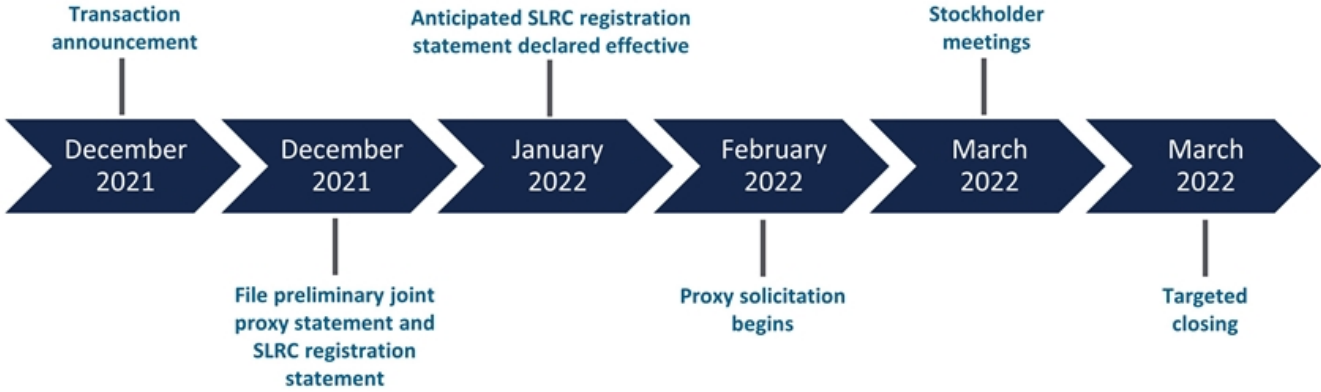 Transaction
announcement
Anticipated SLRC registration
statement declared effective
Stockholder
meetings
December
2021
December
2021
January
2022
February
2022
March
2022
March
2022
File preliminary joint
proxy statement and
SLRC registration
statement
Proxy solicitation
begins
Targeted
closing